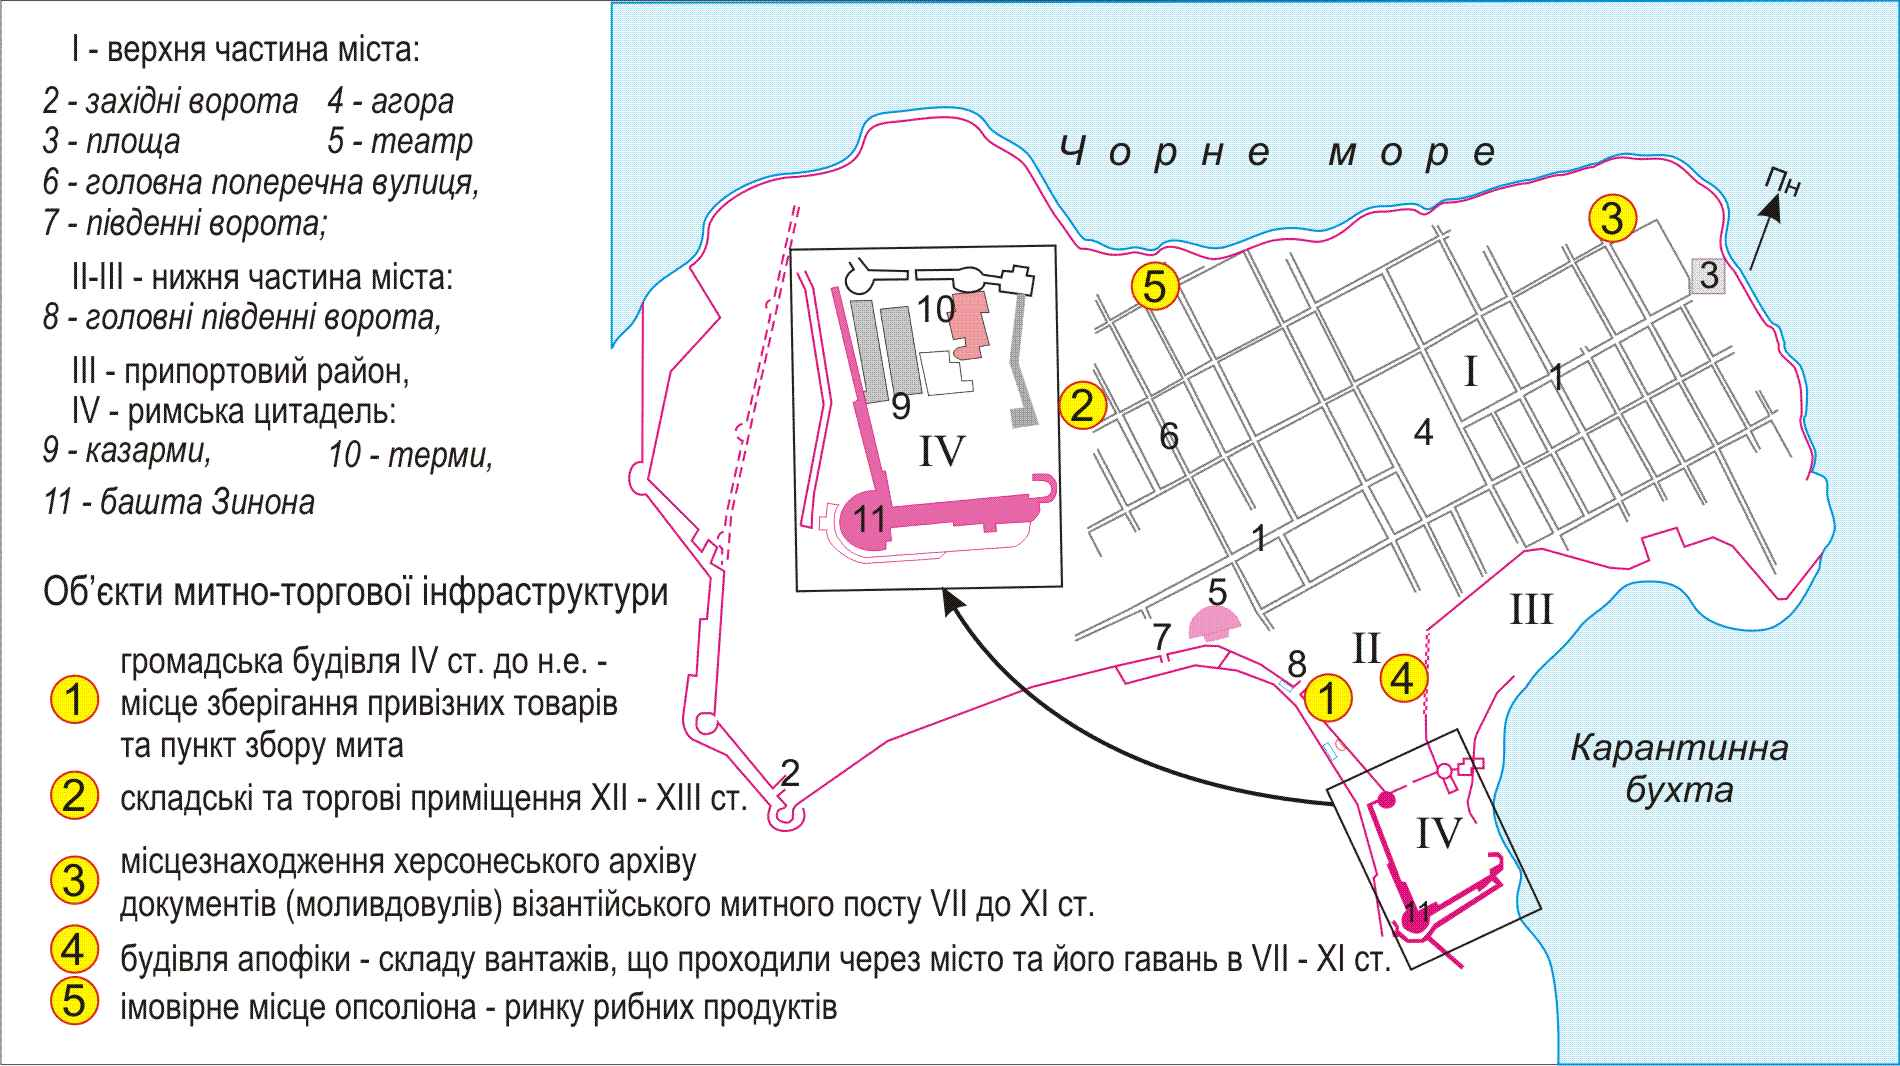 I - верхня частина міста:
2 - західні ворота 4 - агора
3 - площа 5 - театр
6 - головна поперечна вулиця,
7 - південні ворота;
II-III - нижня частина міста:
8 - головні південні ворота,
III - припортовий район,
IV - римська цитадель:
9 - казарми, 10 - терми,
11 - башта Зинона
Об’єкти митно-торгової інфраструктури
1 громадська будівля IV ст. до н.е. -
місце зберігання привізних товарів
та пункт збору мита
2 складські та торгові приміщення XII - XIII ст.
3 місцезнаходження херсонеського архіву
документів (моливдовулів) візантійського митного посту VII до XI ст.
4 будівля апофіки - складу вантажів, що проходили через місто та його гавань в VII - XI ст.
5 імовірне місце опсоліона - ринку рибних продуктів
Чорне море
Пн
3
3
5
10
I
1
2
9
6
4
IV
11
1
5
III
7
II
8
4
1
Карантинна
бухта
2
IV
11